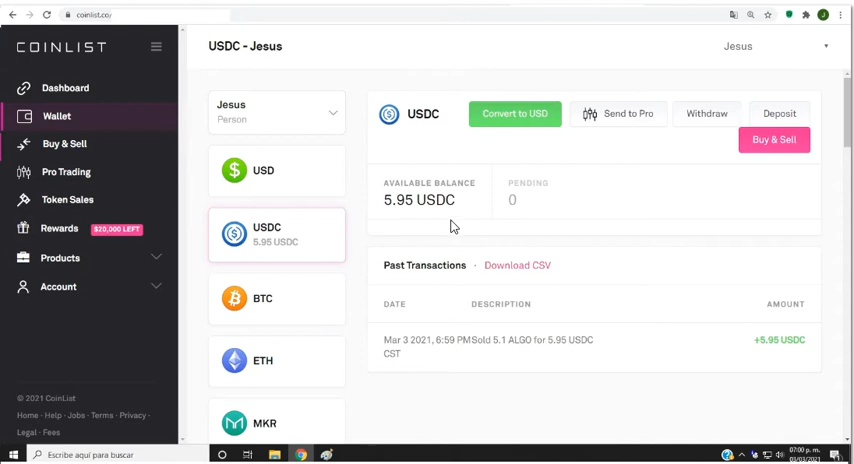 coinlist.co/
J
COINLIST
USDC - Jesus
Jesus
Dashboard
Wallet
Buy & Sell
Pro Trading
Token Sales
Rewards $20,000 LEFT
Products
Account
© 2021 CoinList
Home · Help · Jobs · Terms · Privacy ·
Legal · Fees
Jesus
Person
USD
USDC
5.95 USDC
BTC
ETH
MKR
USDC
Convert to USD
Send to Pro
Withdraw
Deposit
Buy & Sell
AVAILABLE BALANCE
5.95 USDC
PENDING
0
Past Transactions · Download CSV
DATE DESCRIPTION AMOUNT
Mar 3 2021, 6:59 PM Sold 5.1 ALGO for 5.95 USDC +5.95 USDC
CST
Escribe aquí para buscar
07:00 p. m.
03/03/2021